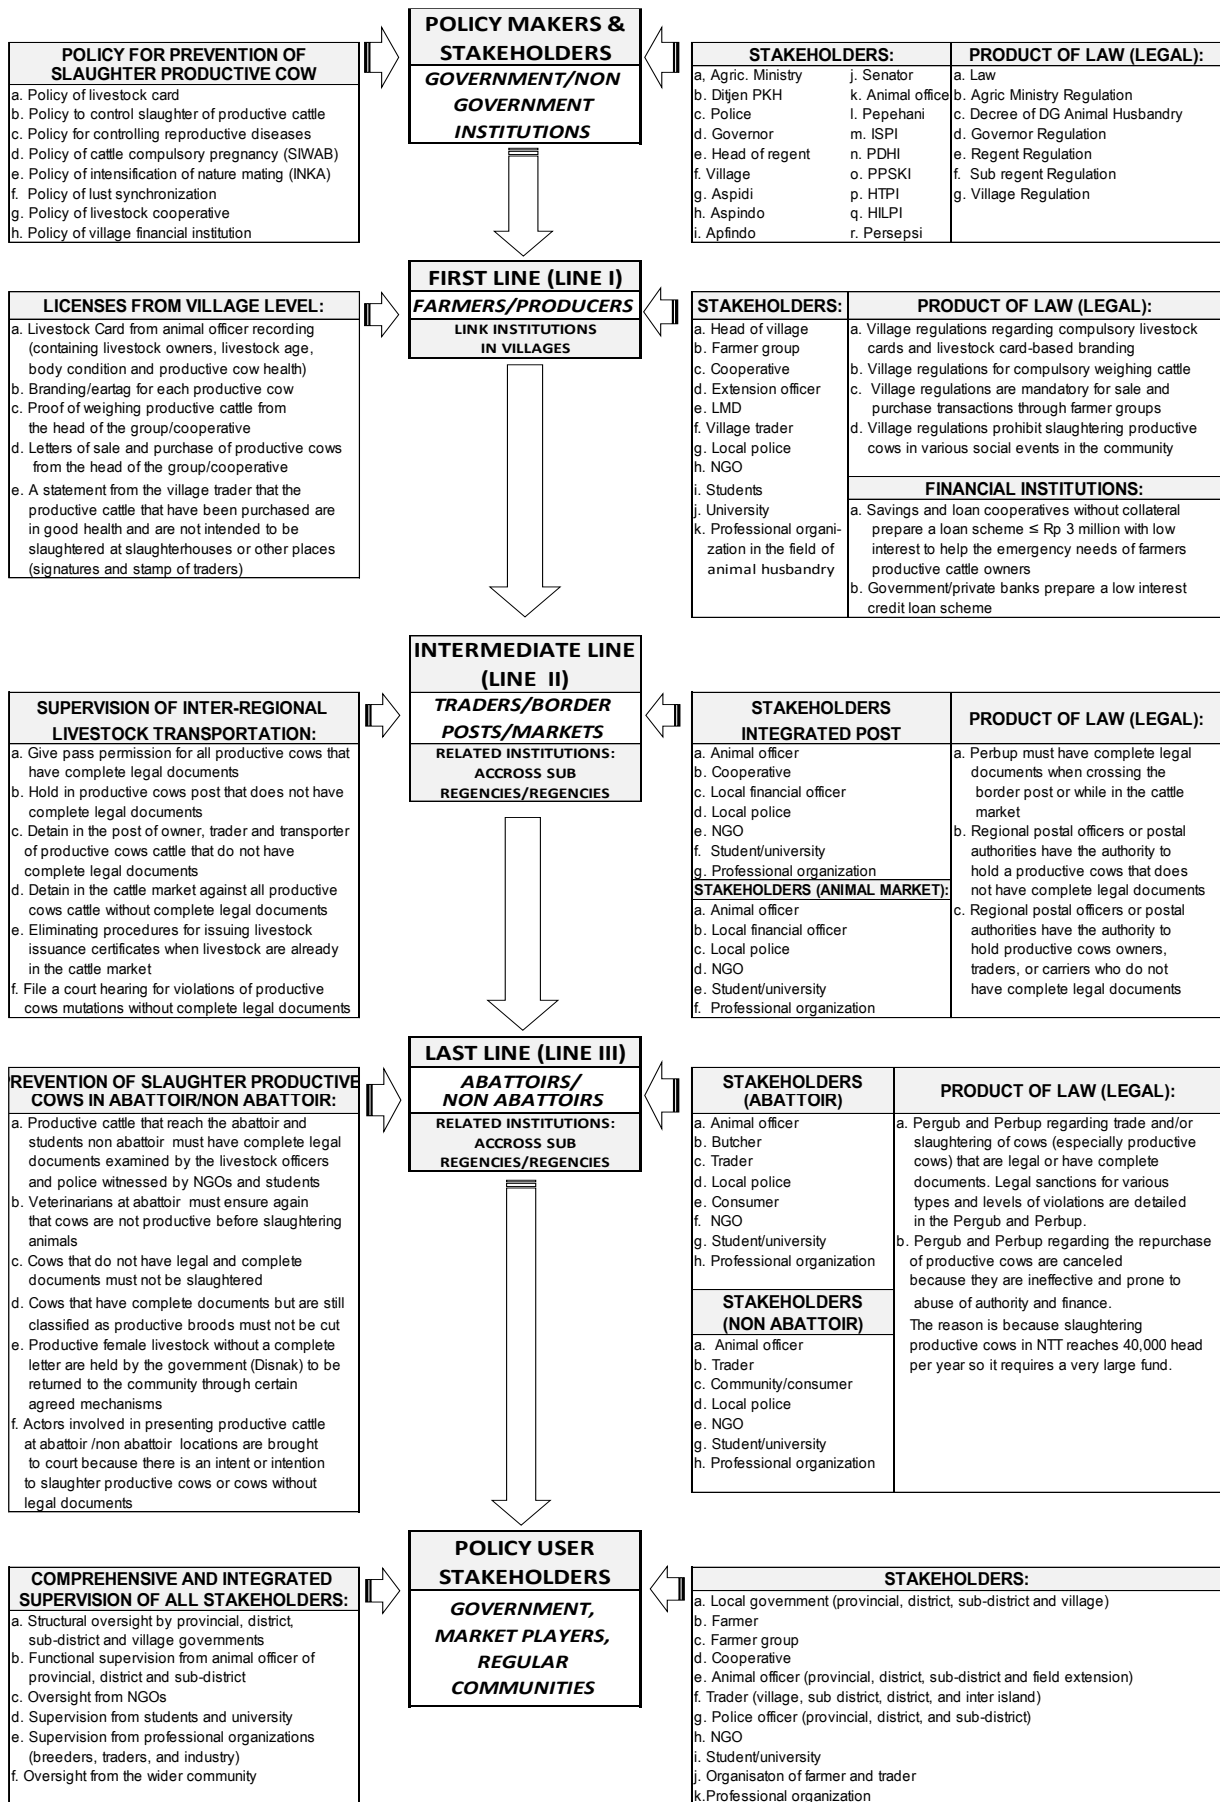 POLICY MAKERS &
STAKEHOLDERS
GOVERNMENT/NON
GOVERNMENT
INSTITUTIONS
POLICY FOR PREVENTION OF
SLAUGHTER PRODUCTIVE COW
a. Policy of livestock card
b. Policy to control slaughter of productive cattle
c. Policy for controlling reproductive diseases
d. Policy of cattle compulsory pregnancy (SIWAB)
e. Policy of intensification of nature mating (INKA)
f. Policy of lust synchronization
g. Policy of livestock cooperative
h. Policy of village financial institution
STAKEHOLDERS:
a, Agric. Ministry
b. Ditjen PKH
c. Police
d. Governor
e. Head of regent
f. Village
g. Aspidi
h. Aspindo
i. Apfindo
j. Senator
k. Animal office
l. Pepehani
m. ISPI
n. PDHI
o. PPSKI
p. HTPI
q. HILPI
r. Persepsi
PRODUCT OF LAW (LEGAL):
a. Law
b. Agric Ministry Regulation
c. Decree of DG Animal Husbandry
d. Governor Regulation
e. Regent Regulation
f. Sub regent Regulation
g. Village Regulation
FIRST LINE (LINE I)
FARMERS/PRODUCERS
LINK INSTITUTIONS
IN VILLAGES
LICENSES FROM VILLAGE LEVEL:
a. Livestock Card from animal officer recording
(containing livestock owners, livestock age,
body condition and productive cow health)
b. Branding/eartag for each productive cow
c. Proof of weighing productive cattle from
the head of the group/cooperative
d. Letters of sale and purchase of productive cows
from the head of the group/cooperative
e. A statement from the village trader that the
productive cattle that have been purchased are
in good health and are not intended to be
slaughtered at slaughterhouses or other places
(signatures and stamp of traders)
STAKEHOLDERS:
a. Head of village
b. Farmer group
c. Cooperative
d. Extension officer
e. LMD
f. Village trader
g. Local police
h. NGO
i. Students
j. University
k. Professional organi-
zation in the field of
animal husbandry
PRODUCT OF LAW (LEGAL):
a. Village regulations regarding compulsory livestock
cards and livestock card-based branding
b. Village regulations for compulsory weighing cattle
c. Village regulations are mandatory for sale and
purchase transactions through farmer groups
d. Village regulations prohibit slaughtering productive
cows in various social events in the community
FINANCIAL INSTITUTIONS:
a. Savings and loan cooperatives without collateral
prepare a loan scheme ≤ Rp 3 million with low
interest to help the emergency needs of farmers
productive cattle owners
b. Government/private banks prepare a low interest
credit loan scheme
INTERMEDIATE LINE
(LINE II)
TRADERS/BORDER
POSTS/MARKETS
RELATED INSTITUTIONS:
ACCROSS SUB
REGENCIES/REGENCIES
SUPERVISION OF INTER-REGIONAL
LIVESTOCK TRANSPORTATION:
a. Give pass permission for all productive cows that
have complete legal documents
b. Hold in productive cows post that does not have
complete legal documents
c. Detain in the post of owner, trader and transporter
of productive cows cattle that do not have
complete legal documents
d. Detain in the cattle market against all productive
cows cattle without complete legal documents
e. Eliminating procedures for issuing livestock
issuance certificates when livestock are already
in the cattle market
f. File a court hearing for violations of productive
cows mutations without complete legal documents
STAKEHOLDERS
INTEGRATED POST
a. Animal officer
b. Cooperative
c. Local financial officer
d. Local police
e. NGO
f. Student/university
g. Professional organization
STAKEHOLDERS (ANIMAL MARKET):
a. Animal officer
b. Local financial officer
c. Local police
d. NGO
e. Student/university
f. Professional organization
PRODUCT OF LAW (LEGAL):
a. Perbup must have complete legal
documents when crossing the
border post or while in the cattle
market
b. Regional postal officers or postal
authorities have the authority to
hold a productive cows that does
not have complete legal documents
c. Regional postal officers or postal
authorities have the authority to
hold productive cows owners,
traders, or carriers who do not
have complete legal documents
LAST LINE (LINE III)
ABATTOIRS/
NON ABATTOIRS
RELATED INSTITUTIONS:
ACCROSS SUB
REGENCIES/REGENCIES
REVENTION OF SLAUGHTER PRODUCTIVE
COWS IN ABATTOIR/NON ABATTOIR:
a. Productive cattle that reach the abattoir and
students non abattoir must have complete legal
documents examined by the livestock officers
and police witnessed by NGOs and students
b. Veterinarians at abattoir must ensure again
that cows are not productive before slaughtering
animals
c. Cows that do not have legal and complete
documents must not be slaughtered
d. Cows that have complete documents but are still
classified as productive broods must not be cut
e. Productive female livestock without a complete
letter are held by the government (Disnak) to be
returned to the community through certain
agreed mechanisms
f. Actors involved in presenting productive cattle
at abattoir /non abattoir locations are brought
to court because there is an intent or intention
to slaughter productive cows or cows without
legal documents
STAKEHOLDERS
(ABATTOIR)
a. Animal officer
b. Butcher
c. Trader
d. Local police
e. Consumer
f. NGO
g. Student/university
h. Professional organization
STAKEHOLDERS
(NON ABATTOIR)
a. Animal officer
b. Trader
c. Community/consumer
d. Local police
e. NGO
g. Student/university
h. Professional organization
PRODUCT OF LAW (LEGAL):
a. Pergub and Perbup regarding trade and/or
slaughtering of cows (especially productive
cows) that are legal or have complete
documents. Legal sanctions for various
types and levels of violations are detailed
in the Pergub and Perbup.
b. Pergub and Perbup regarding the repurchase
of productive cows are canceled
because they are ineffective and prone to
abuse of authority and finance.
The reason is because slaughtering
productive cows in NTT reaches 40,000 head
per year so it requires a very large fund.
POLICY USER
STAKEHOLDERS
GOVERNMENT,
MARKET PLAYERS,
REGULAR
COMMUNITIES
COMPREHENSIVE AND INTEGRATED
SUPERVISION OF ALL STAKEHOLDERS:
a. Structural oversight by provincial, district,
sub-district and village governments
b. Functional supervision from animal officer of
provincial, district and sub-district
c. Oversight from NGOs
d. Supervision from students and university
e. Supervision from professional organizations
(breeders, traders, and industry)
f. Oversight from the wider community
STAKEHOLDERS:
a. Local government (provincial, district, sub-district and village)
b. Farmer
c. Farmer group
d. Cooperative
e. Animal officer (provincial, district, sub-district and field extension)
f. Trader (village, sub district, district, and inter island)
g. Police officer (provincial, district, and sub-district)
h. NGO
i. Student/university
j. Organisaton of farmer and trader
k.Professional organization